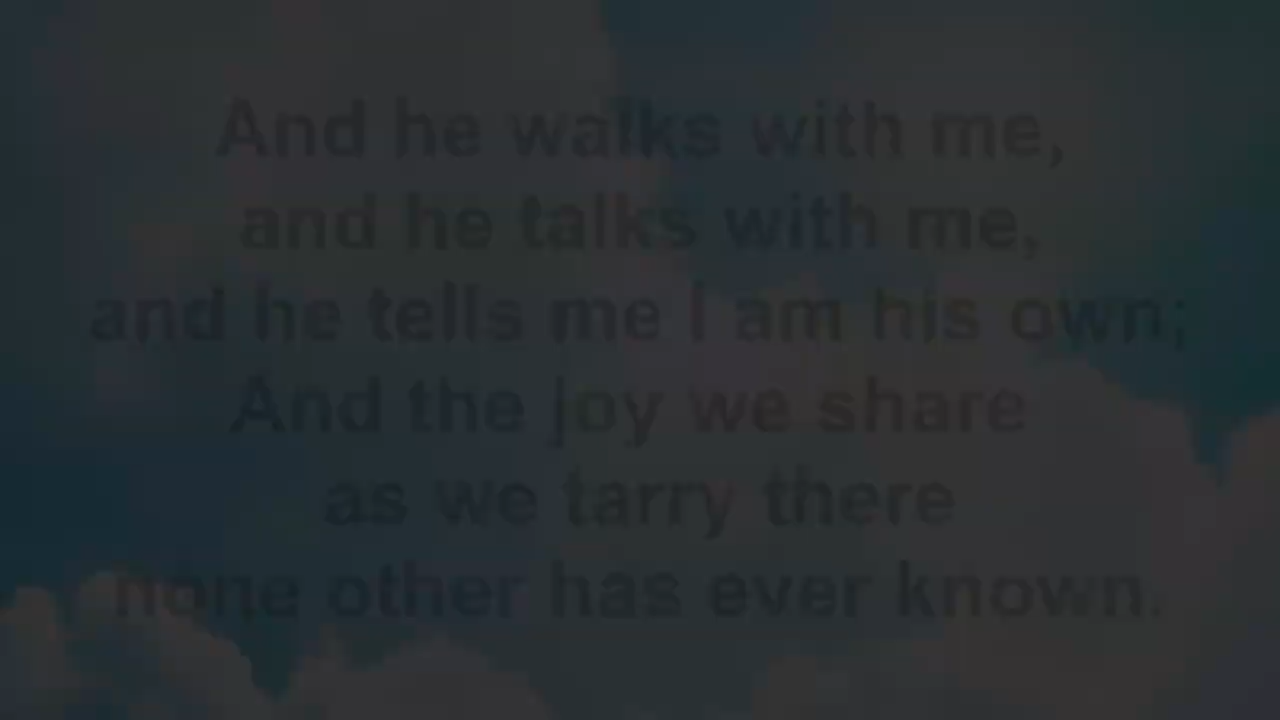 And he walks with me,
and he talks with me,
and he tells me I am his own;
And the joy we share
as we tarry there
none other has ever known.